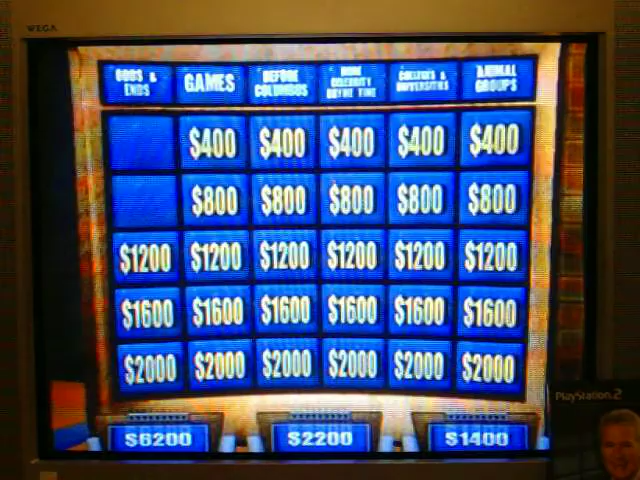 WEGA
ODDS & ENDS
GAMES
BEFORE COLUMBUS
CELEBRITY RHYME TIME
COLLEGES & UNIVERSITIES
ANIMAL GROUPS
$400 $400 $400 $400 $400
$800 $800 $800 $800 $800
$1200 $1200 $1200 $1200 $1200 $1200
$1600 $1600 $1600 $1600 $1600 $1600
$2000 $2000 $2000 $2000 $2000 $2000
PlayStation.2
$6200 $2200 $1400